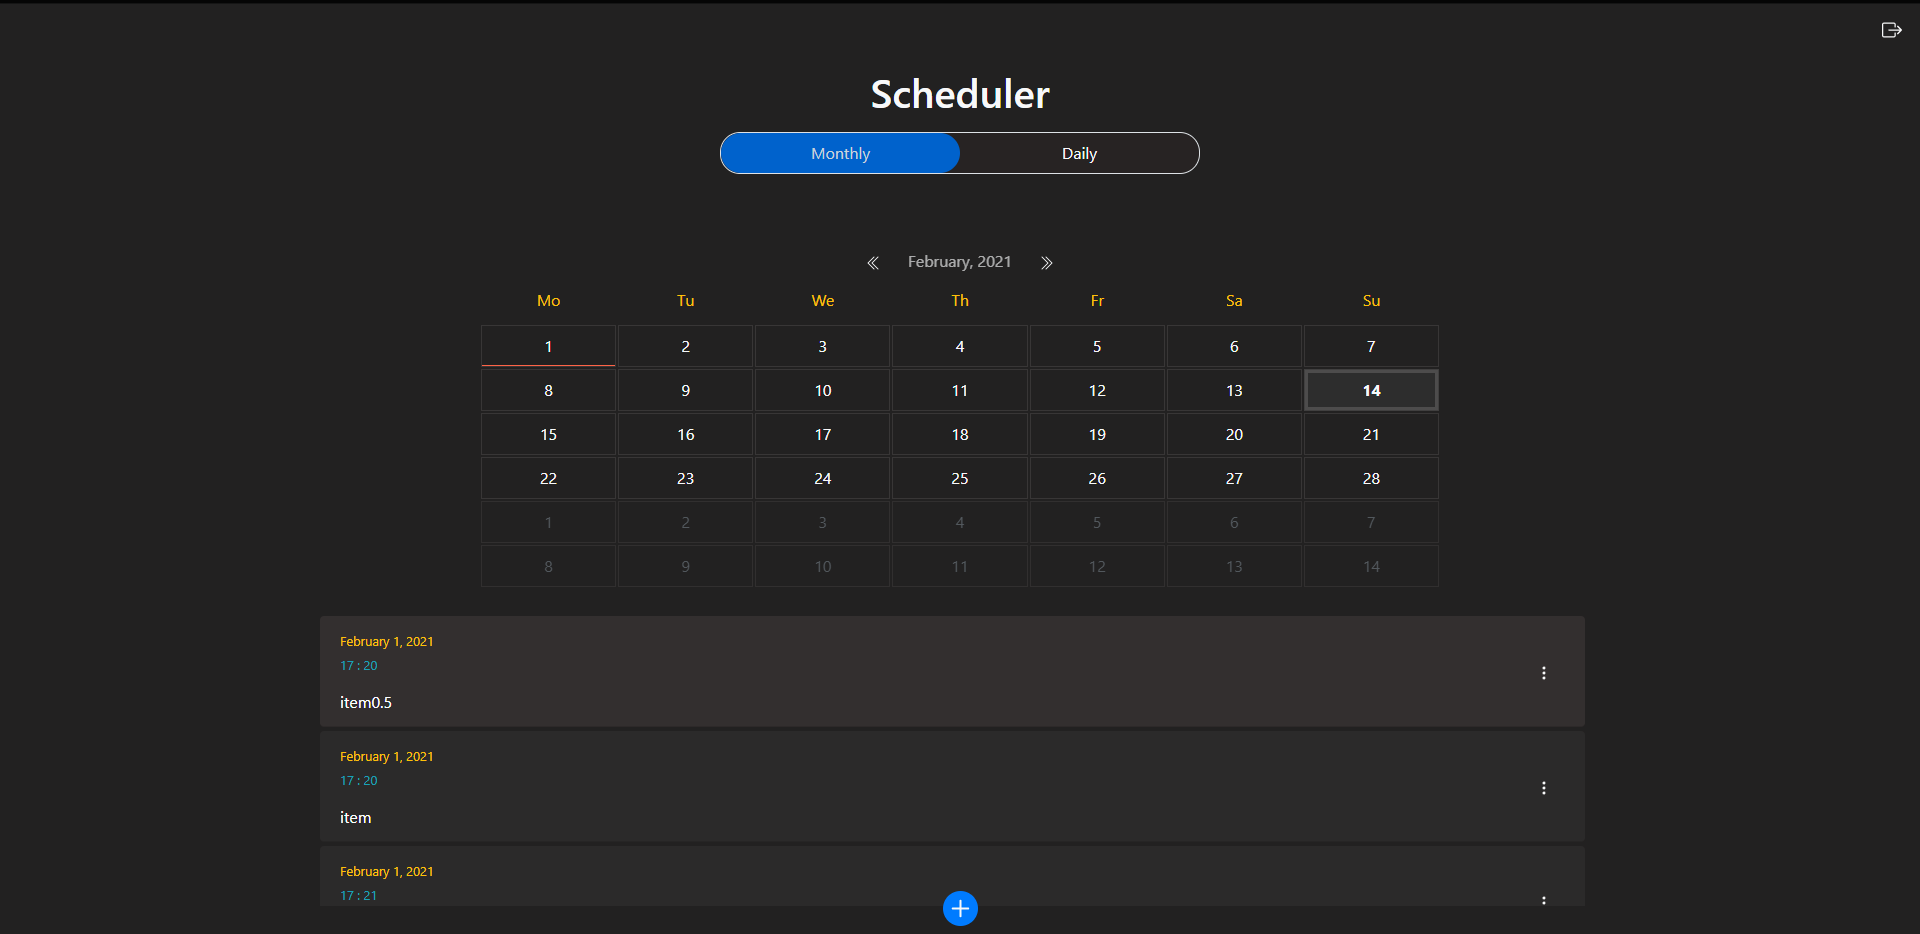 Scheduler
Monthly Daily
February, 2021
Mo Tu We Th Fr Sa Su
1 2 3 4 5 6 7
8 9 10 11 12 13 14
15 16 17 18 19 20 21
22 23 24 25 26 27 28
1 2 3 4 5 6 7
8 9 10 11 12 13 14
February 1, 2021
17 : 20
item0.5
February 1, 2021
17 : 20
item
February 1, 2021
17 : 21